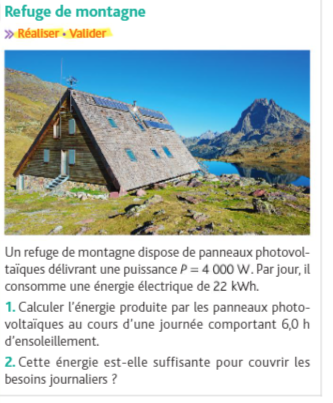 Refuge de montagne
» Réaliser • Valider
Un refuge de montagne dispose de panneaux photovol-
taïques délivrant une puissance P = 4 000 W. Par jour, il
consomme une énergie électrique de 22 kWh.
1. Calculer l'énergie produite par les panneaux photo-
voltaïques au cours d'une journée comportant 6,0 h
d'ensoleillement.
2. Cette énergie est-elle suffisante pour couvrir les
besoins journaliers ?